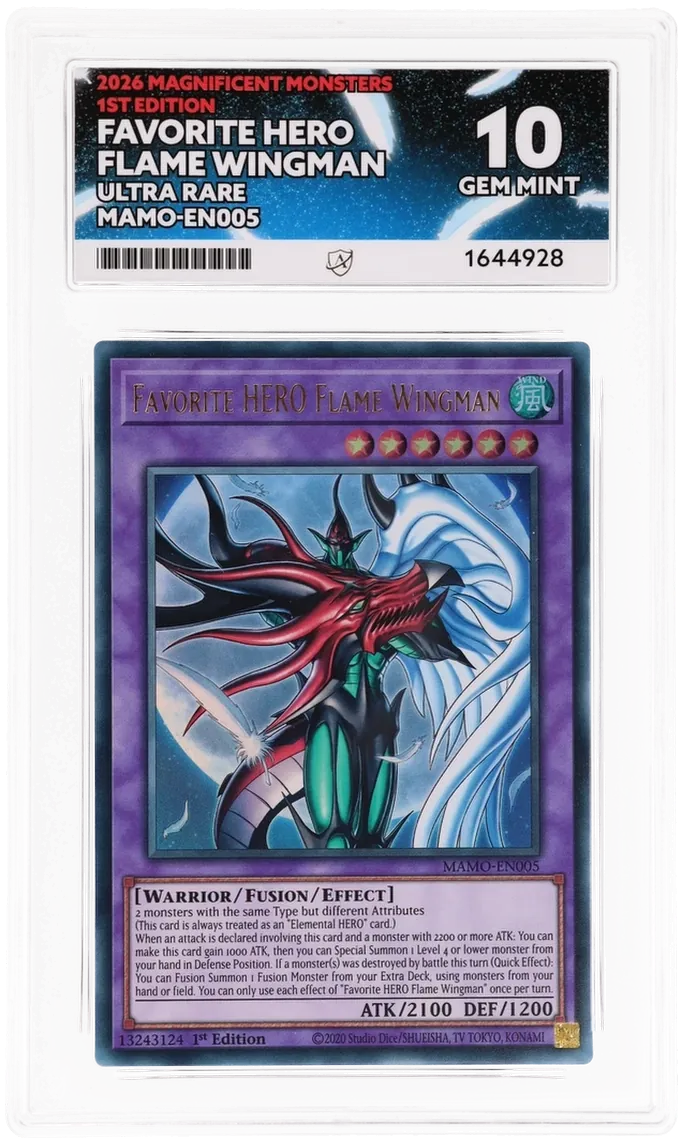 2026 MAGNIFICENT MONSTERS
1ST EDITION
FAVORITE HERO
FLAME WINGMAN
ULTRA RARE
MAMO-EN005
10
GEM MINT
1644928
FAVORITE HERO FLAME WINGMAN
WIND
風
MAMO-EN005
[WARRIOR/FUSION/EFFECT]
2 monsters with the same Type but different Attributes
(This card is always treated as an "Elemental HERO" card.)
When an attack is declared involving this card and a monster with 2200 or more ATK: You can
make this card gain 1000 ATK, then you can Special Summon 1 Level 4 or lower monster from
your hand in Defense Position. If a monster(s) was destroyed by battle this turn (Quick Effect):
You can Fusion Summon 1 Fusion Monster from your Extra Deck, using monsters from your
hand or field. You can only use each effect of "Favorite HERO Flame Wingman" once per turn.
ATK/2100 DEF/1200
13243124 1st Edition ©2020 Studio Dice/SHUEISHA, TV TOKYO, KONAMI